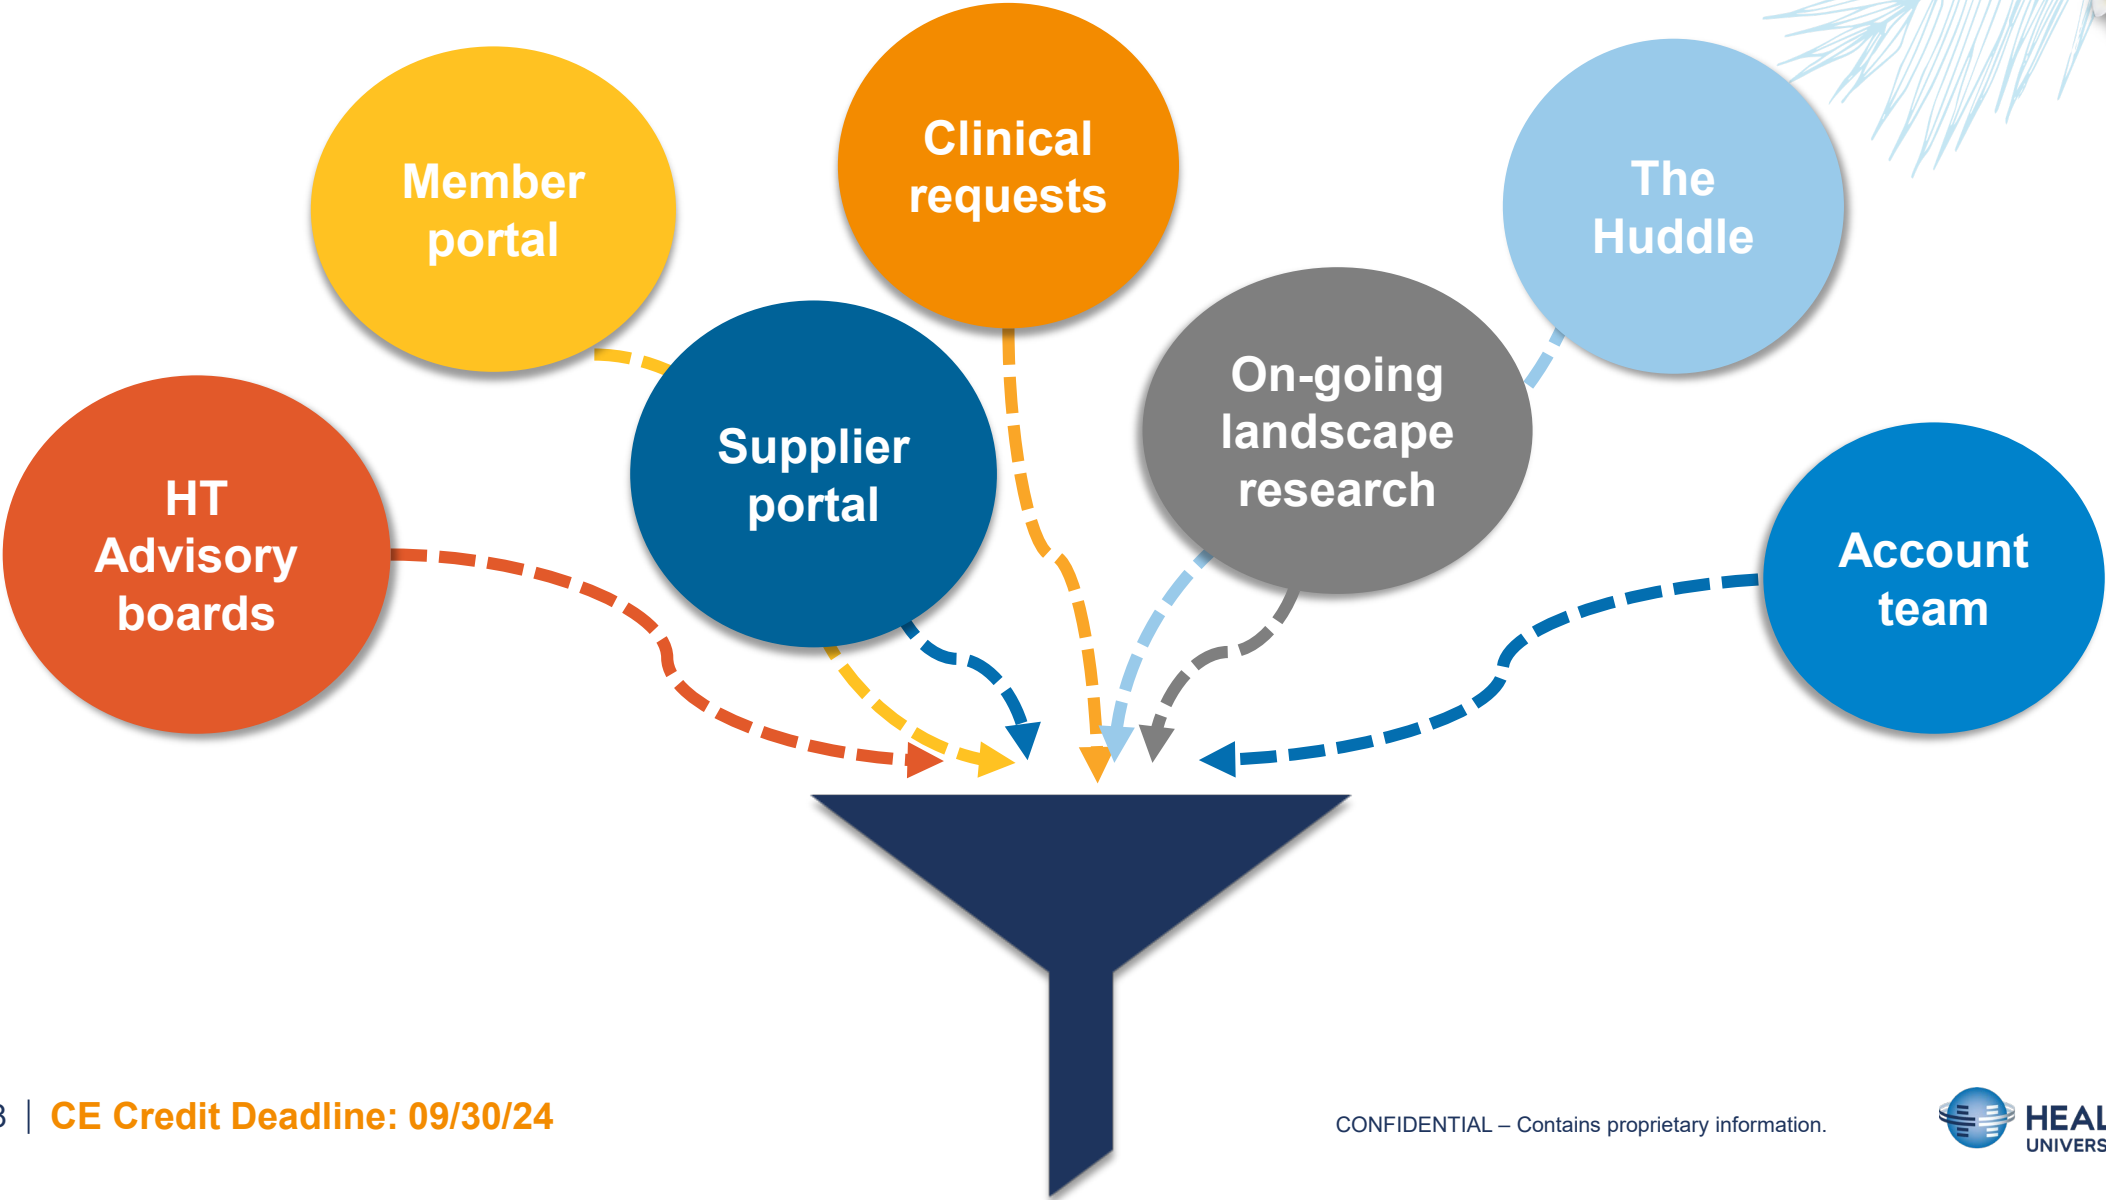 Clinical
requests
Member
portal
The
Huddle
On-going
landscape
research
Supplier
portal
HT
Advisory
boards
Account
team
CE Credit Deadline: 09/30/24
CONFIDENTIAL – Contains proprietary information.